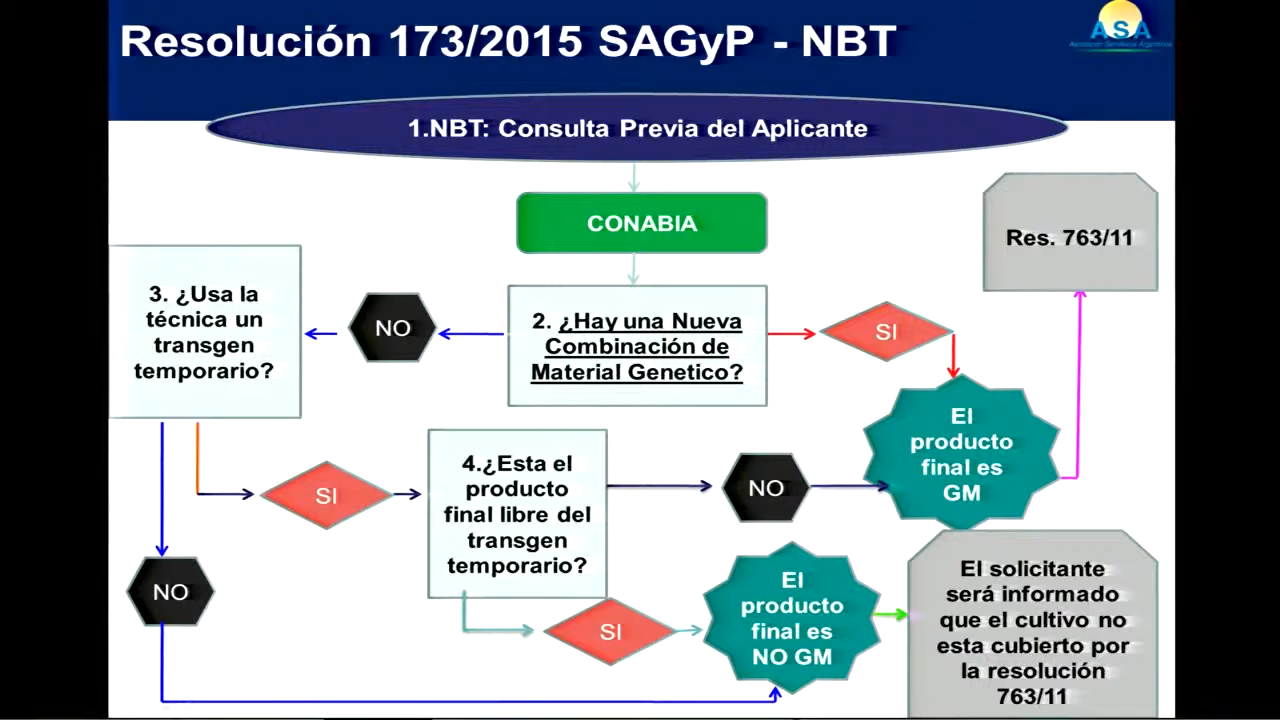 Resolución 173/2015 SAGyP - NBT
ASA
Asociación Semilleros Argentinos
1.NBT: Consulta Previa del Aplicante
CONABIA
Res. 763/11
3. ¿Usa la
técnica un
transgen
temporario?
NO
2. ¿Hay una Nueva
Combinación de
Material Genetico?
SI
El
producto
final es
GM
SI
4.¿Esta el
producto
final libre del
transgen
temporario?
NO
NO
SI
El
producto
final es
NO GM
El solicitante
será informado
que el cultivo no
esta cubierto por
la resolución
763/11